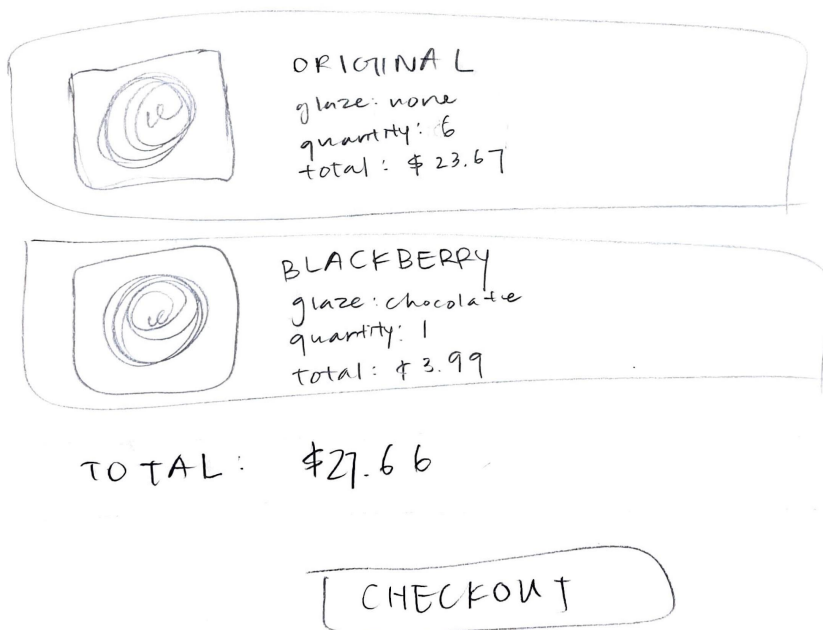 ORIGINAL
glaze: none
quantity: 6
total: $23.67
BLACKBERRY
glaze: chocolate
quantity: 1
total: $3.99
TOTAL: $27.66
CHECKOUT